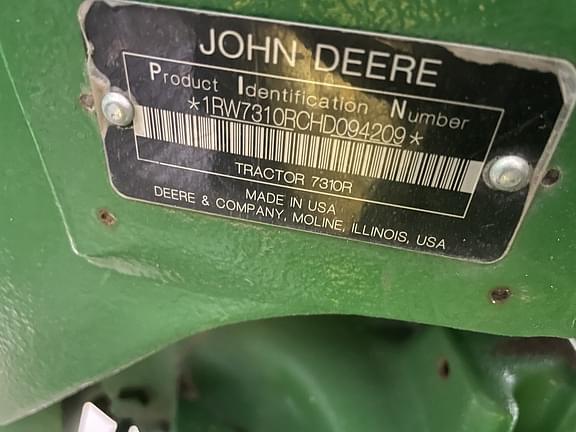 JOHN DEERE
Product Identification Number
*1RW7310RCHD094209*
TRACTOR 7310R
MADE IN USA
DEERE & COMPANY, MOLINE, ILLINOIS, USA